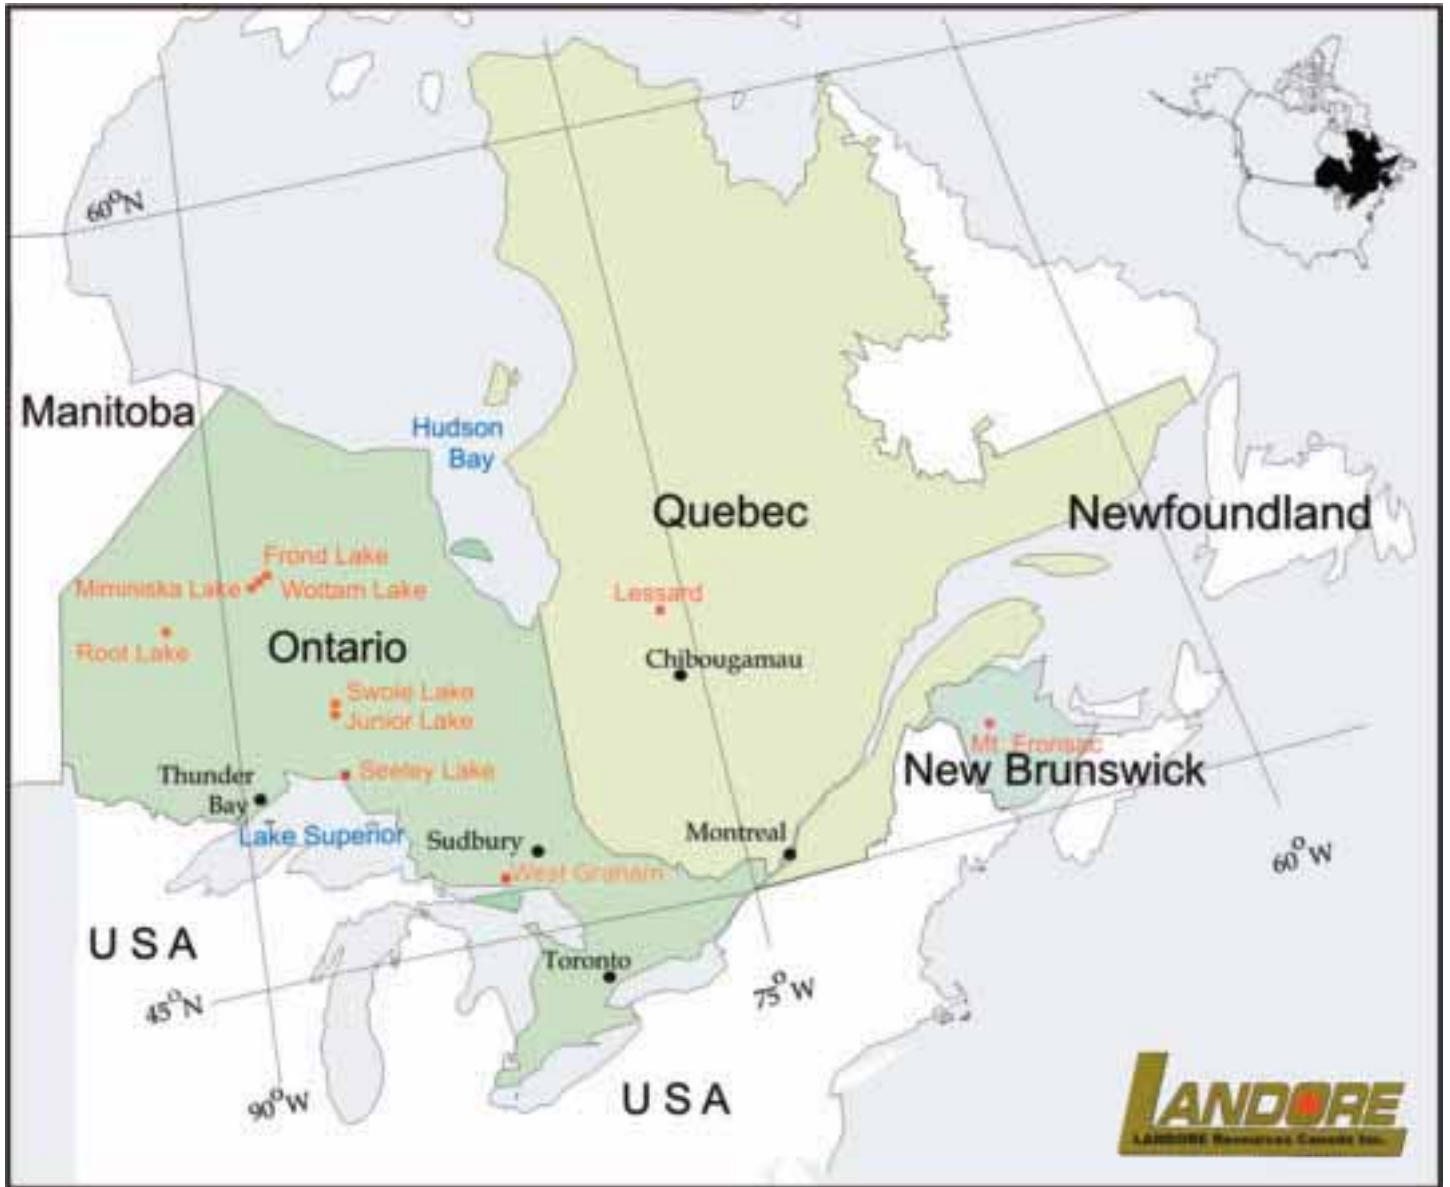 60°N
Manitoba
Hudson
Bay
Quebec
Newfoundland
Frond Lake
Miminiska Lake
Wottam Lake
Lessard
Root Lake
Ontario
Chibougamau
Swole Lake
Junior Lake
Mt. Fronsac
New Brunswick
Thunder
Bay
Seeley Lake
Lake Superior
Sudbury
Montreal
60°W
West Graham
USA
Toronto
45°N
75°W
90°W
USA
LANDORE
LANDORE Resources Canada Inc.